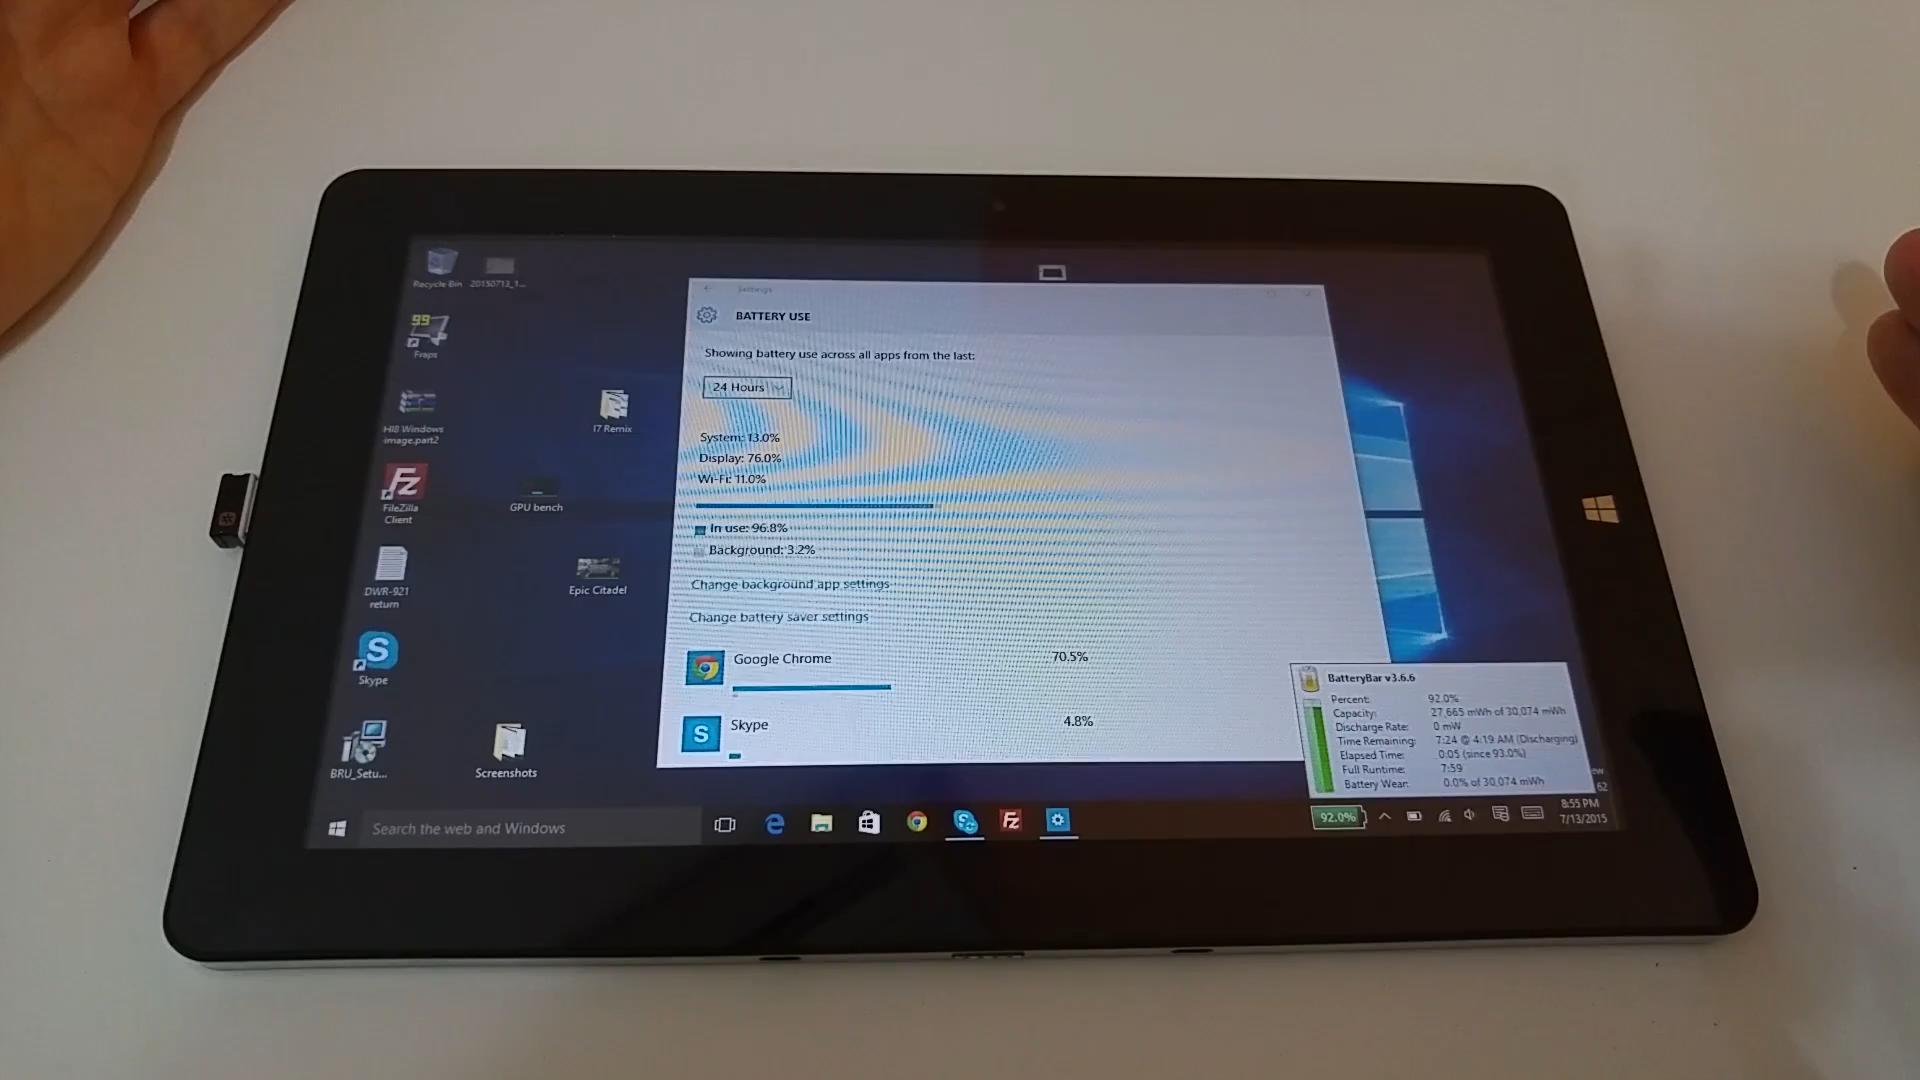 Recycle Bin
20150713_1...
Fraps
HI8 Windows
image.part2
I7 Remix
FileZilla
Client
GPU bench
DWR-921
return
Epic Citadel
Skype
BRU_Setu...
Screenshots
Settings
BATTERY USE
Showing battery use across all apps from the last:
24 Hours
System: 13.0%
Display: 76.0%
Wi-Fi: 11.0%
In use: 96.8%
Background: 3.2%
Change background app settings
Change battery saver settings
Google Chrome 70.5%
Skype 4.8%
BatteryBar v3.6.6
Percent: 92.0%
Capacity: 27,665 mWh of 30,074 mWh
Discharge Rate: 0 mW
Time Remaining: 7:24 @ 4:19 AM (Discharging)
Elapsed Time: 0:05 (since 93.0%)
Full Runtime: 7:59
Battery Wear: 0.0% of 30,074 mWh
Search the web and Windows
92.0%
8:55 PM
7/13/2015